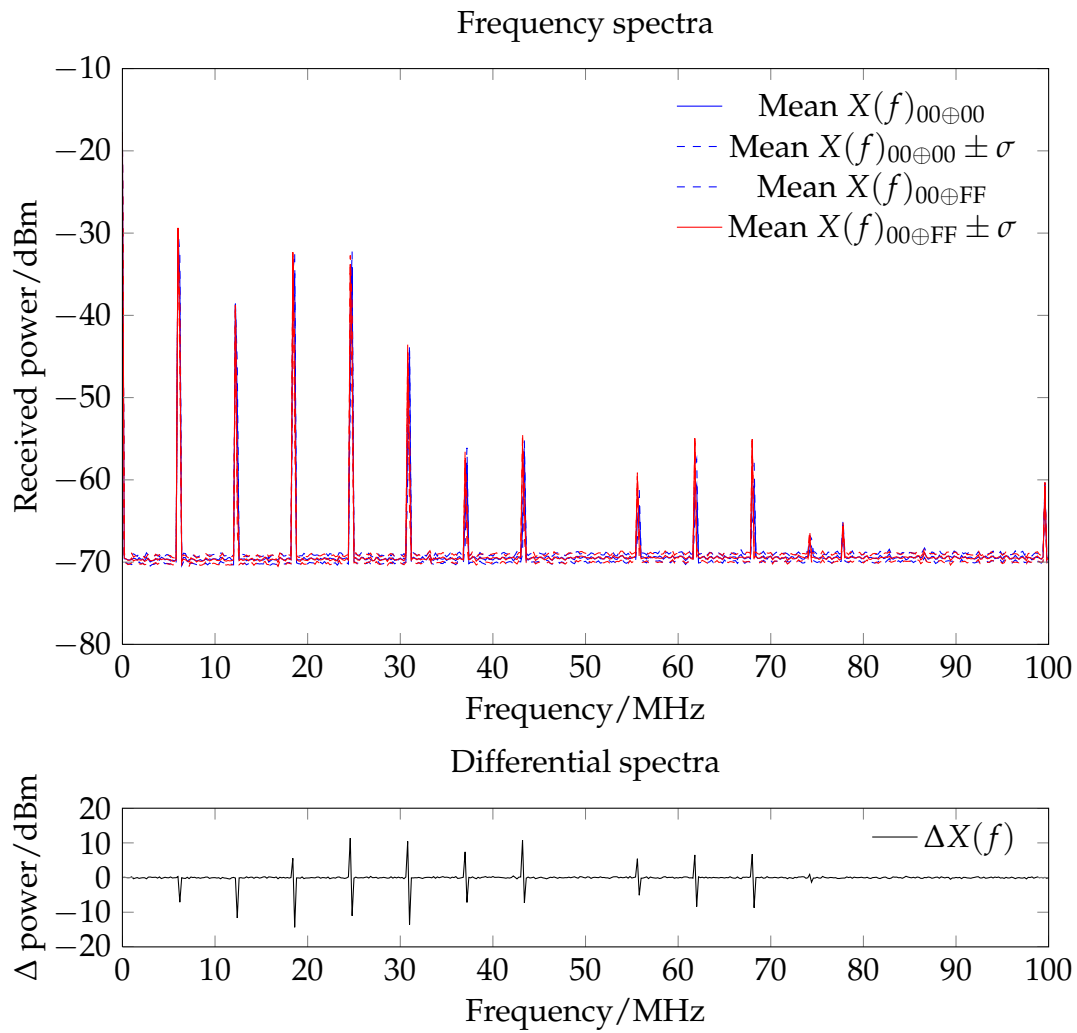 Frequency spectra
−10
−20
−30
−40
−50
−60
−70
−80
Received power/dBm
Mean X(f)00⊕00
Mean X(f)00⊕00 ± σ
Mean X(f)00⊕FF
Mean X(f)00⊕FF ± σ
0 10 20 30 40 50 60 70 80 90 100
Frequency/MHz
Differential spectra
20
10
0
−10
−20
Δ power/dBm
ΔX(f)
0 10 20 30 40 50 60 70 80 90 100
Frequency/MHz